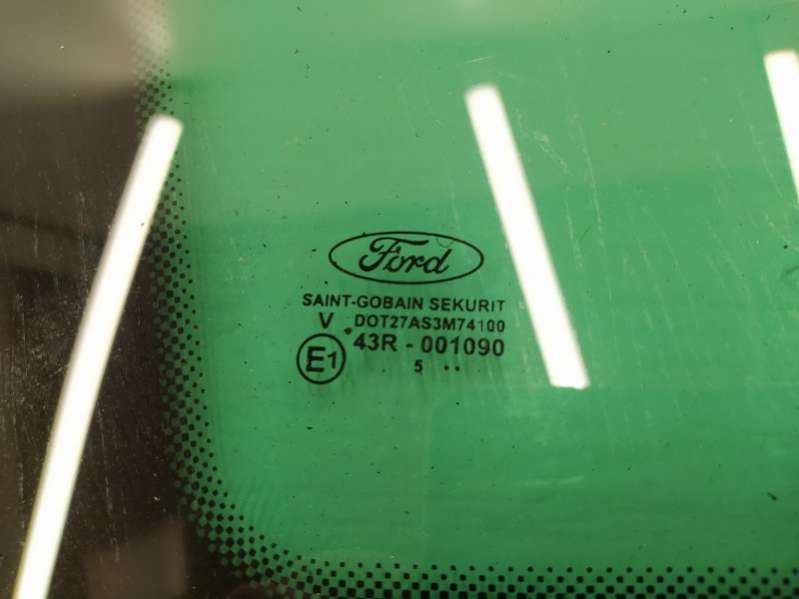 Ford
SAINT-GOBAIN SEKURIT
V DOT27AS3M74100
43R - 001090
E1
. 5 ..